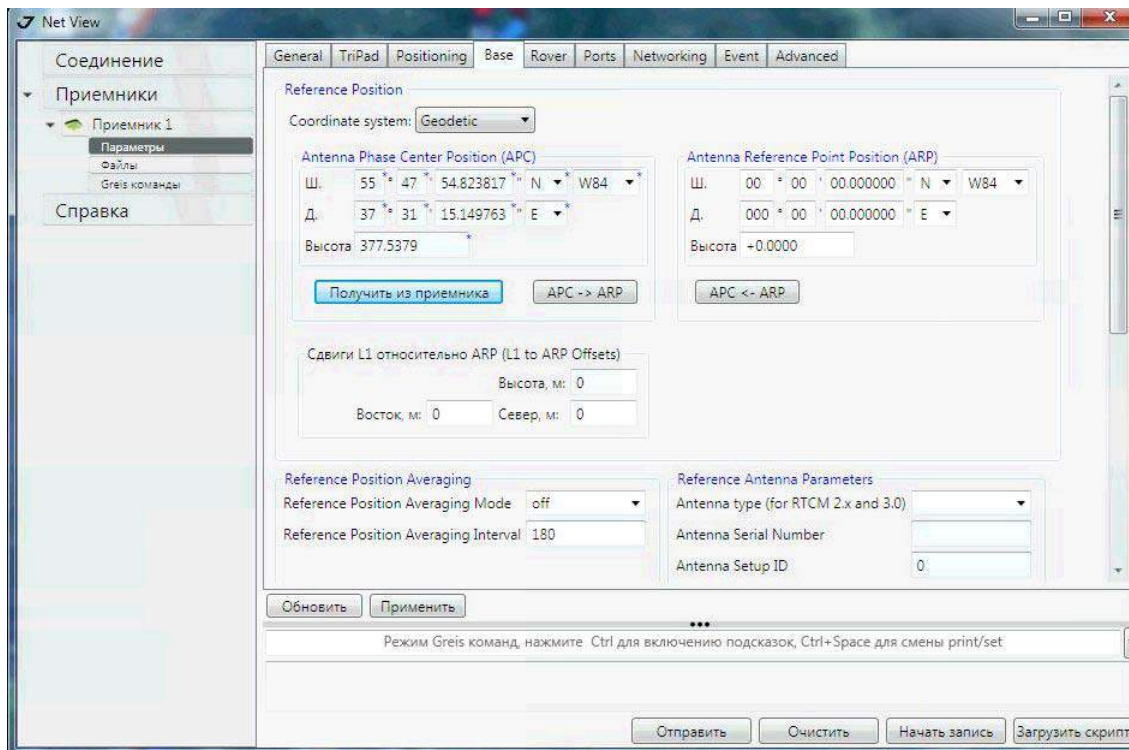 Net View
Соединение
Приемники
Приемник 1
Параметры
Файлы
Greis команды
Справка
General TriPad Positioning Base Rover Ports Networking Event Advanced
Reference Position
Coordinate system: Geodetic
Antenna Phase Center Position (APC)
Ш. 55 *° 47 *' 54.823817 *" N * W84 *
Д. 37 *° 31 *' 15.149763 *" E *
Высота 377.5379 *
Получить из приемника APC -> ARP
Antenna Reference Point Position (ARP)
Ш. 00 ° 00 ' 00.000000 " N W84
Д. 000 ° 00 ' 00.000000 " E
Высота +0.0000
APC <- ARP
Сдвиги L1 относительно ARP (L1 to ARP Offsets)
Высота, м: 0
Восток, м: 0 Север, м: 0
Reference Position Averaging
Reference Position Averaging Mode off
Reference Position Averaging Interval 180
Reference Antenna Parameters
Antenna type (for RTCM 2.x and 3.0)
Antenna Serial Number
Antenna Setup ID 0
Обновить Применить
Режим Greis команд, нажмите Ctrl для включению подсказок, Ctrl+Space для смены print/set
Отправить Очистить Начать запись Загрузить скрипт